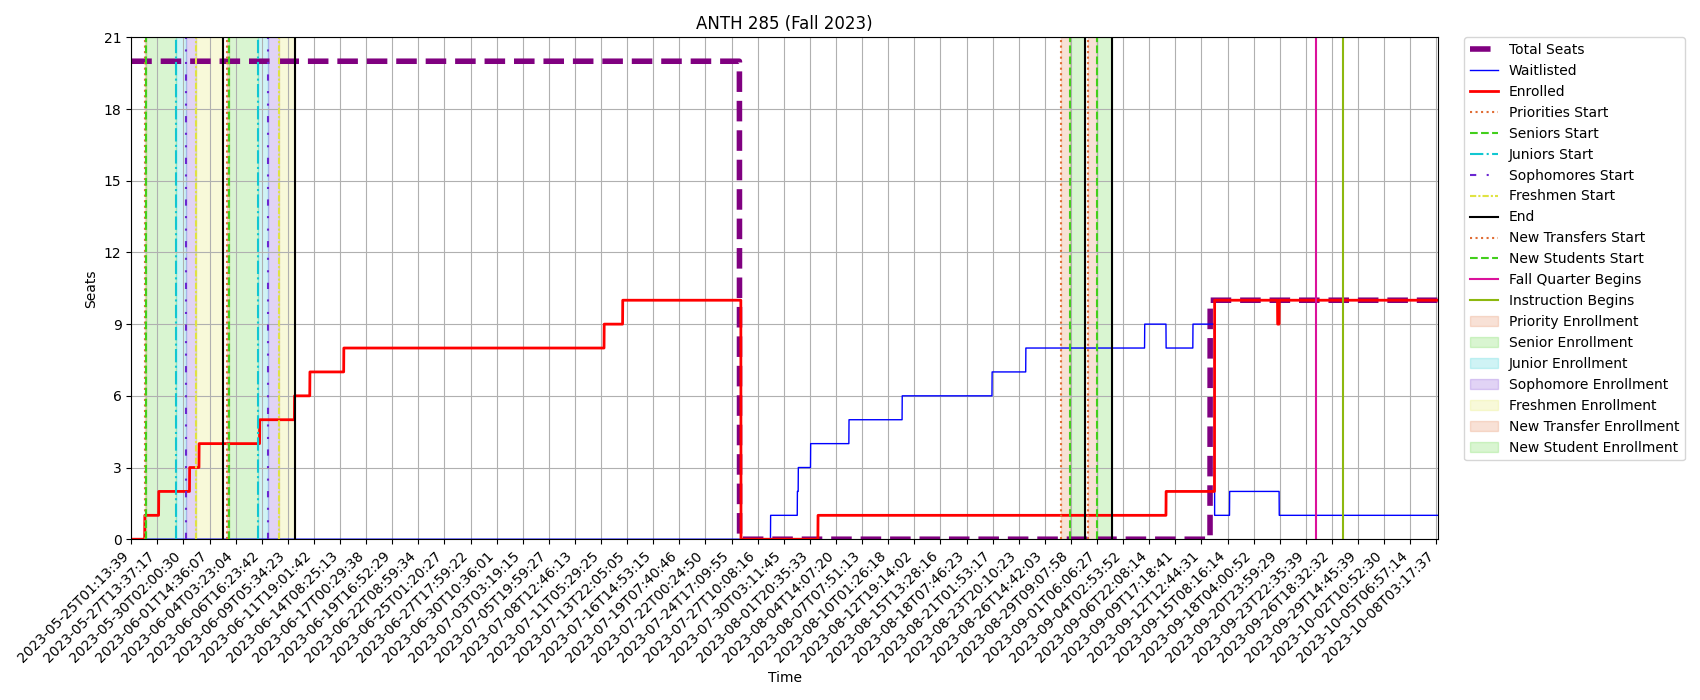 ANTH 285 (Fall 2023)
21
18
15
12
9
6
3
0
Seats
2023-05-25T01:13:39
2023-05-27T13:37:17
2023-05-30T02:00:30
2023-06-01T14:36:07
2023-06-04T03:23:04
2023-06-06T16:23:42
2023-06-09T05:34:23
2023-06-11T19:01:42
2023-06-14T08:25:13
2023-06-17T00:29:38
2023-06-19T16:52:29
2023-06-22T08:59:34
2023-06-25T01:20:27
2023-06-27T17:59:22
2023-06-30T10:36:01
2023-07-03T03:19:15
2023-07-05T19:59:27
2023-07-08T12:46:13
2023-07-11T05:29:25
2023-07-13T22:05:05
2023-07-16T14:53:15
2023-07-19T07:40:46
2023-07-22T00:24:50
2023-07-24T17:09:55
2023-07-27T10:08:16
2023-07-30T03:11:45
2023-08-01T20:35:33
2023-08-04T14:07:20
2023-08-07T07:51:13
2023-08-10T01:26:18
2023-08-12T19:14:02
2023-08-15T13:28:16
2023-08-18T07:46:23
2023-08-21T01:53:17
2023-08-23T20:10:23
2023-08-26T14:42:03
2023-08-29T09:07:58
2023-09-01T06:06:27
2023-09-04T02:53:52
2023-09-06T22:08:14
2023-09-09T17:18:41
2023-09-12T12:44:31
2023-09-15T08:16:14
2023-09-18T04:00:52
2023-09-20T23:59:29
2023-09-23T22:35:39
2023-09-26T18:32:32
2023-09-29T14:45:39
2023-10-02T10:52:30
2023-10-05T06:57:14
2023-10-08T03:17:37
Time
Total Seats
Waitlisted
Enrolled
Priorities Start
Seniors Start
Juniors Start
Sophomores Start
Freshmen Start
End
New Transfers Start
New Students Start
Fall Quarter Begins
Instruction Begins
Priority Enrollment
Senior Enrollment
Junior Enrollment
Sophomore Enrollment
Freshmen Enrollment
New Transfer Enrollment
New Student Enrollment